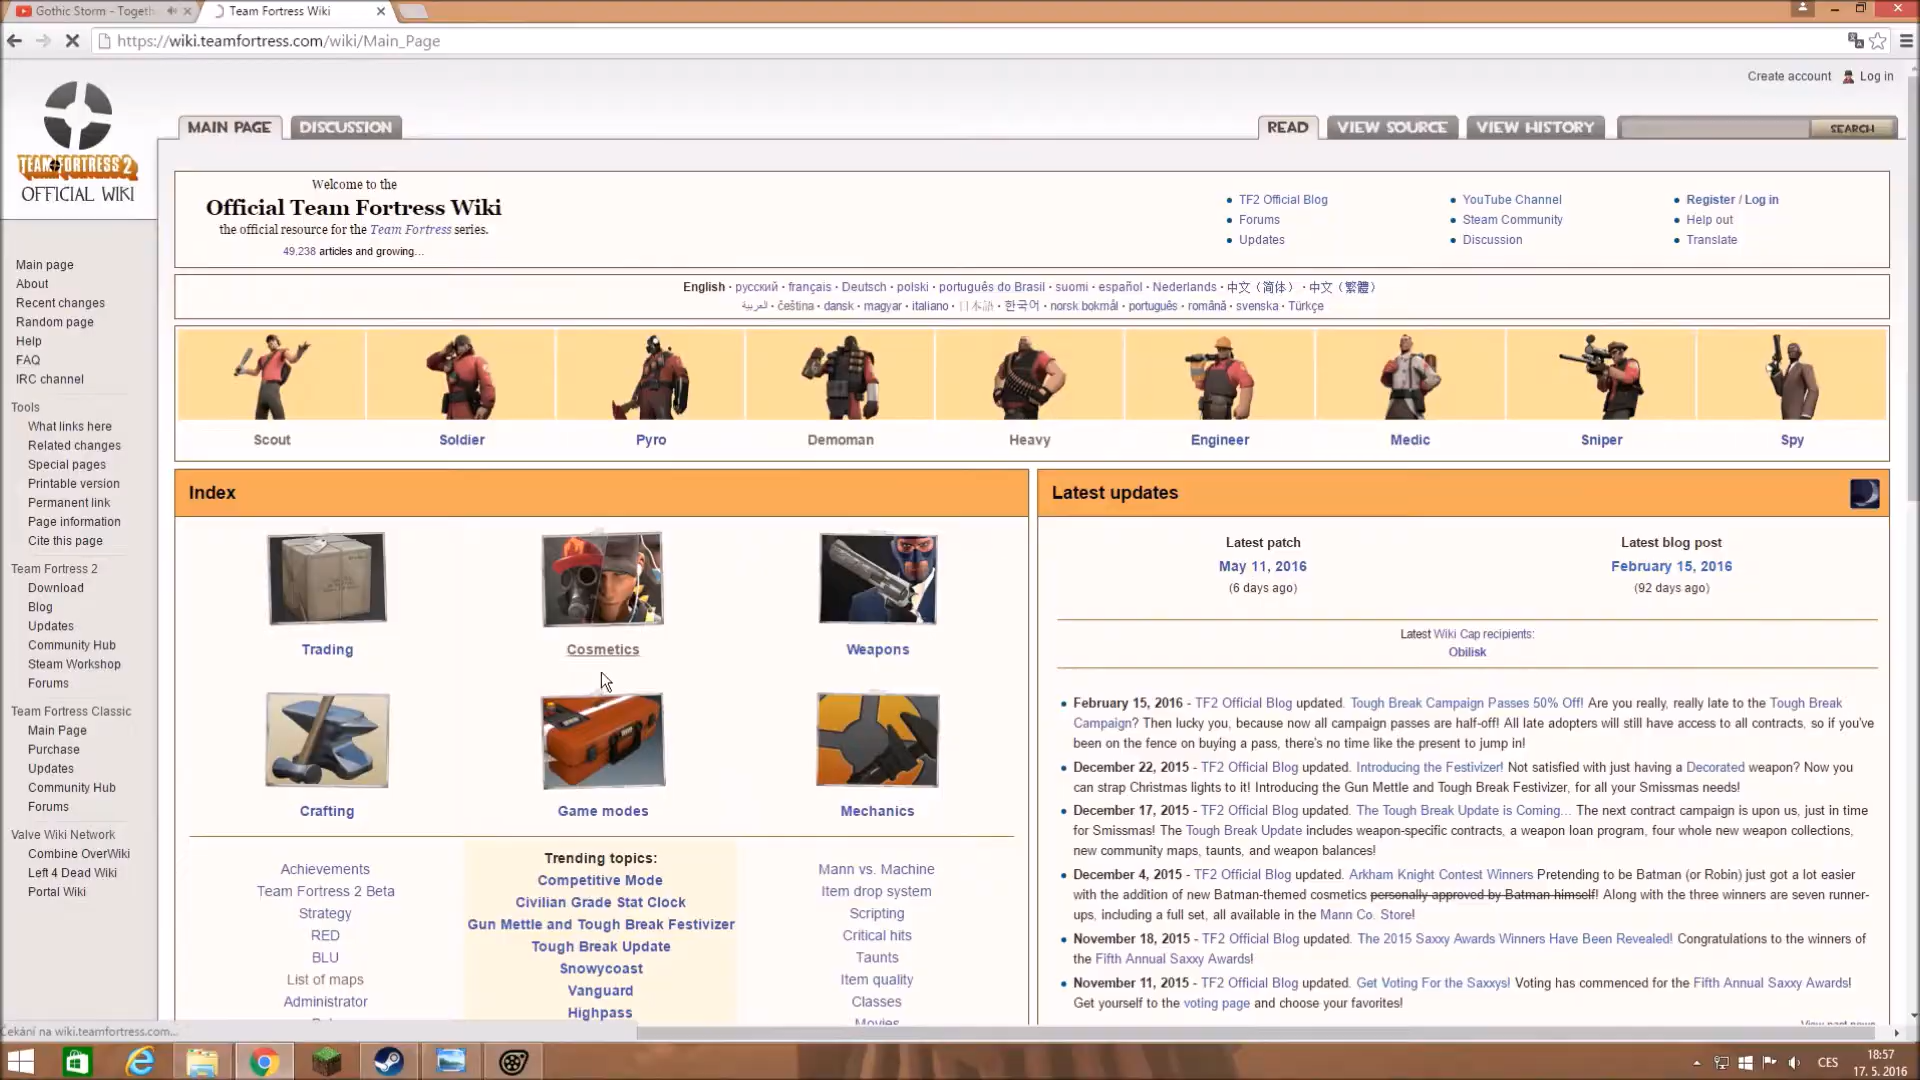 Gothic Storm - Togeth
Team Fortress Wiki
https://wiki.teamfortress.com/wiki/Main_Page
Create account Log in
TEAM FORTRESS 2
OFFICIAL WIKI
MAIN PAGE DISCUSSION READ VIEW SOURCE VIEW HISTORY SEARCH
Welcome to the
Official Team Fortress Wiki
the official resource for the Team Fortress series.
49.238 articles and growing...
TF2 Official Blog
Forums
Updates
YouTube Channel
Steam Community
Discussion
Register / Log in
Help out
Translate
English · русский · français · Deutsch · polski · português do Brasil · suomi · español · Nederlands · 中文（简体） · 中文（繁體）
العربية · čeština · dansk · magyar · italiano · 日本語 · 한국어 · norsk bokmål · português · română · svenska · Türkçe
Scout Soldier Pyro Demoman Heavy Engineer Medic Sniper Spy
Main page
About
Recent changes
Random page
Help
FAQ
IRC channel
Tools
What links here
Related changes
Special pages
Printable version
Permanent link
Page information
Cite this page
Team Fortress 2
Download
Blog
Updates
Community Hub
Steam Workshop
Forums
Team Fortress Classic
Main Page
Purchase
Updates
Community Hub
Forums
Valve Wiki Network
Combine OverWiki
Left 4 Dead Wiki
Portal Wiki
Index
Trading Cosmetics Weapons
Crafting Game modes Mechanics
Achievements
Team Fortress 2 Beta
Strategy
RED
BLU
List of maps
Administrator
Trending topics:
Competitive Mode
Civilian Grade Stat Clock
Gun Mettle and Tough Break Festivizer
Tough Break Update
Snowycoast
Vanguard
Highpass
Mann vs. Machine
Item drop system
Scripting
Critical hits
Taunts
Item quality
Classes
Movies
Latest updates
Latest patch
May 11, 2016
(6 days ago)
Latest blog post
February 15, 2016
(92 days ago)
Latest Wiki Cap recipients:
Obilisk
February 15, 2016 - TF2 Official Blog updated. Tough Break Campaign Passes 50% Off! Are you really, really late to the Tough Break
Campaign? Then lucky you, because now all campaign passes are half-off! All late adopters will still have access to all contracts, so if you've
been on the fence on buying a pass, there's no time like the present to jump in!
December 22, 2015 - TF2 Official Blog updated. Introducing the Festivizer! Not satisfied with just having a Decorated weapon? Now you
can strap Christmas lights to it! Introducing the Gun Mettle and Tough Break Festivizer, for all your Smissmas needs!
December 17, 2015 - TF2 Official Blog updated. The Tough Break Update is Coming... The next contract campaign is upon us, just in time
for Smissmas! The Tough Break Update includes weapon-specific contracts, a weapon loan program, four whole new weapon collections,
new community maps, taunts, and weapon balances!
December 4, 2015 - TF2 Official Blog updated. Arkham Knight Contest Winners Pretending to be Batman (or Robin) just got a lot easier
with the addition of new Batman-themed cosmetics personally approved by Batman himself! Along with the three winners are seven runner-
ups, including a full set, all available in the Mann Co. Store!
November 18, 2015 - TF2 Official Blog updated. The 2015 Saxxy Awards Winners Have Been Revealed! Congratulations to the winners of
the Fifth Annual Saxxy Awards!
November 11, 2015 - TF2 Official Blog updated. Get Voting For the Saxxys! Voting has commenced for the Fifth Annual Saxxy Awards!
Get yourself to the voting page and choose your favorites!
View past news
Čekání na wiki.teamfortress.com...
CES
18:57
17. 5. 2016